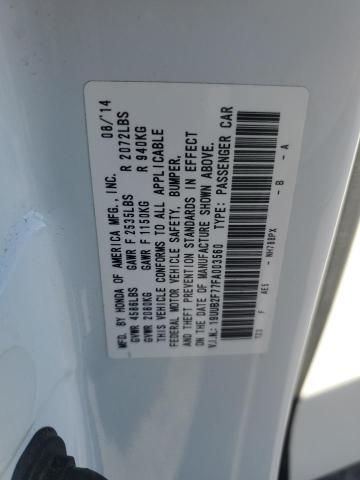 MFD. BY HONDA OF AMERICA MFG., INC. 08/'14
GVWR 4586LBS GAWR F 2535LBS R 2072LBS
GVWR 2080KG GAWR F 1150KG R 940KG
THIS VEHICLE CONFORMS TO ALL APPLICABLE
FEDERAL MOTOR VEHICLE SAFETY, BUMPER,
AND THEFT PREVENTION STANDARDS IN EFFECT
ON THE DATE OF MANUFACTURE SHOWN ABOVE.
V.I.N.: 19UUB2F77FA003560 TYPE: PASSENGER CAR
123 F AE5 - NH788PX - B - A